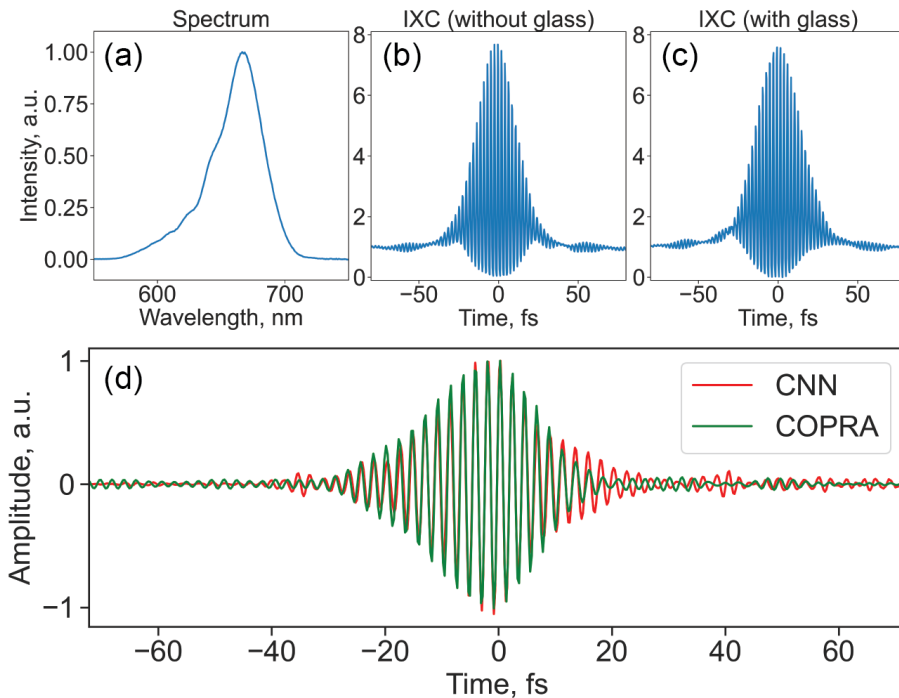 Spectrum
IXC (without glass)
IXC (with glass)
(a)
(b)
(c)
Intensity, a.u.
1.00
0.75
0.50
0.25
0.00
600
700
Wavelength, nm
8
6
4
2
0
−50
0
50
Time, fs
8
6
4
2
0
−50
0
50
Time, fs
(d)
CNN
COPRA
Amplitude, a.u.
1
0
−1
−60
−40
−20
0
20
40
60
Time, fs